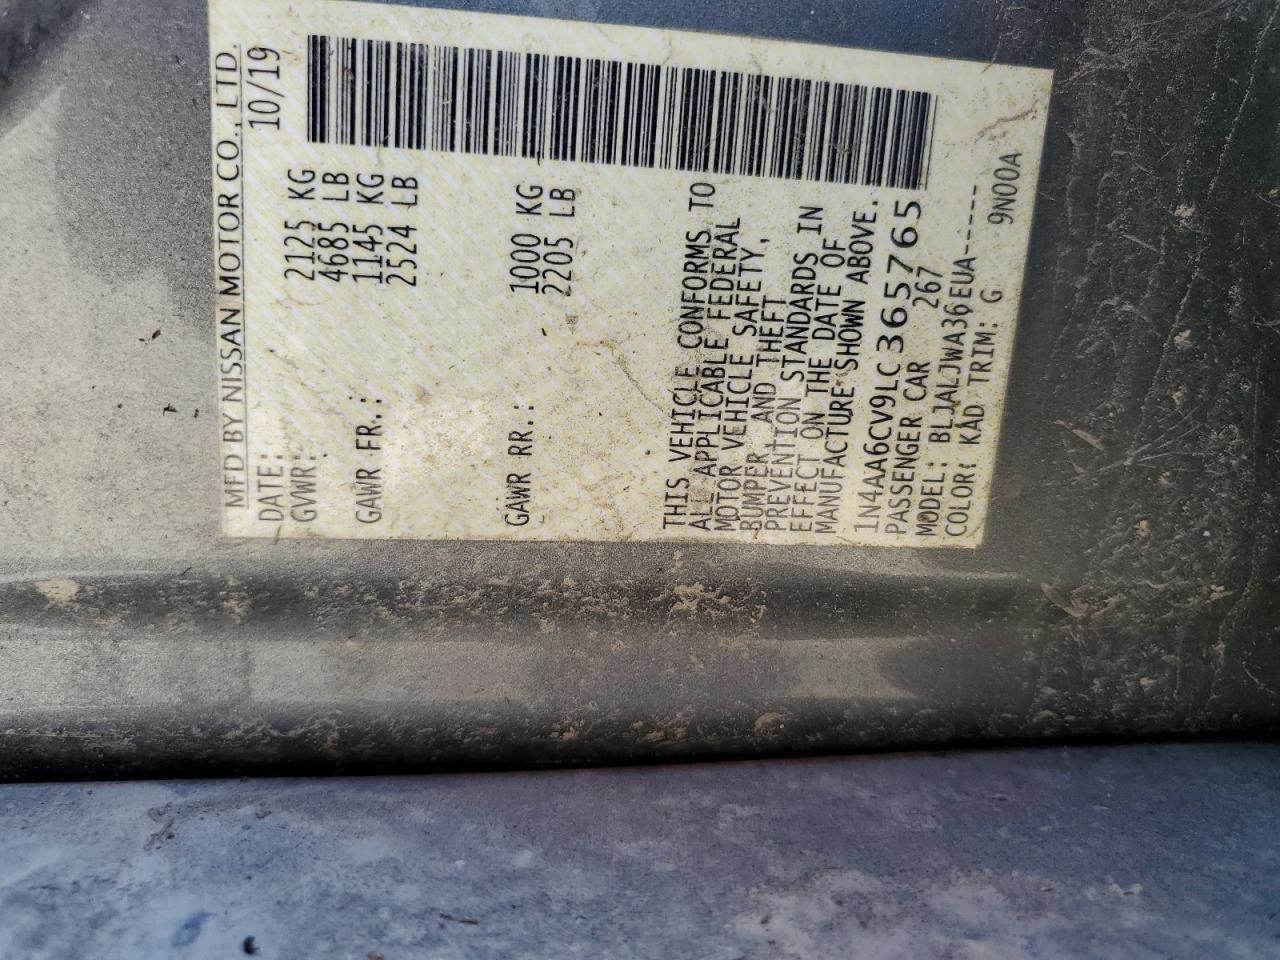 MFD BY NISSAN MOTOR CO., LTD.
DATE: 10/19
GVWR: 2125 KG
4685 LB
GAWR FR.: 1145 KG
2524 LB
GAWR RR.: 1000 KG
2205 LB
THIS VEHICLE CONFORMS TO
ALL APPLICABLE FEDERAL
MOTOR VEHICLE SAFETY,
BUMPER, AND THEFT
PREVENTION STANDARDS IN
EFFECT ON THE DATE OF
MANUFACTURE SHOWN ABOVE.
1N4AA6CV9LC365765
PASSENGER CAR 267
MODEL: BLJALJWA36EUA-----
COLOR: KAD TRIM: G 9N00A